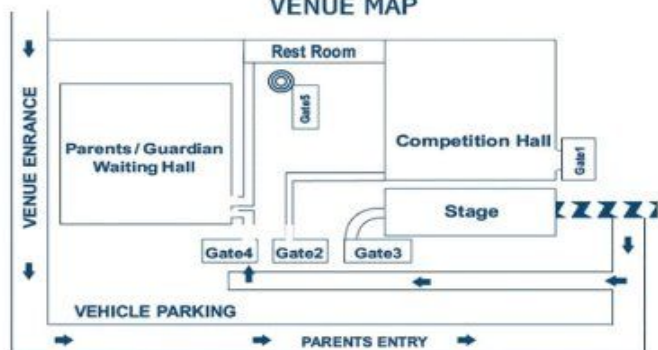 VENUE MAP
Rest Room
Gate5
Parents / Guardian
Waiting Hall
Competition Hall
Gate1
VENUE ENRANCE
Stage
Gate4
Gate2
Gate3
VEHICLE PARKING
PARENTS ENTRY